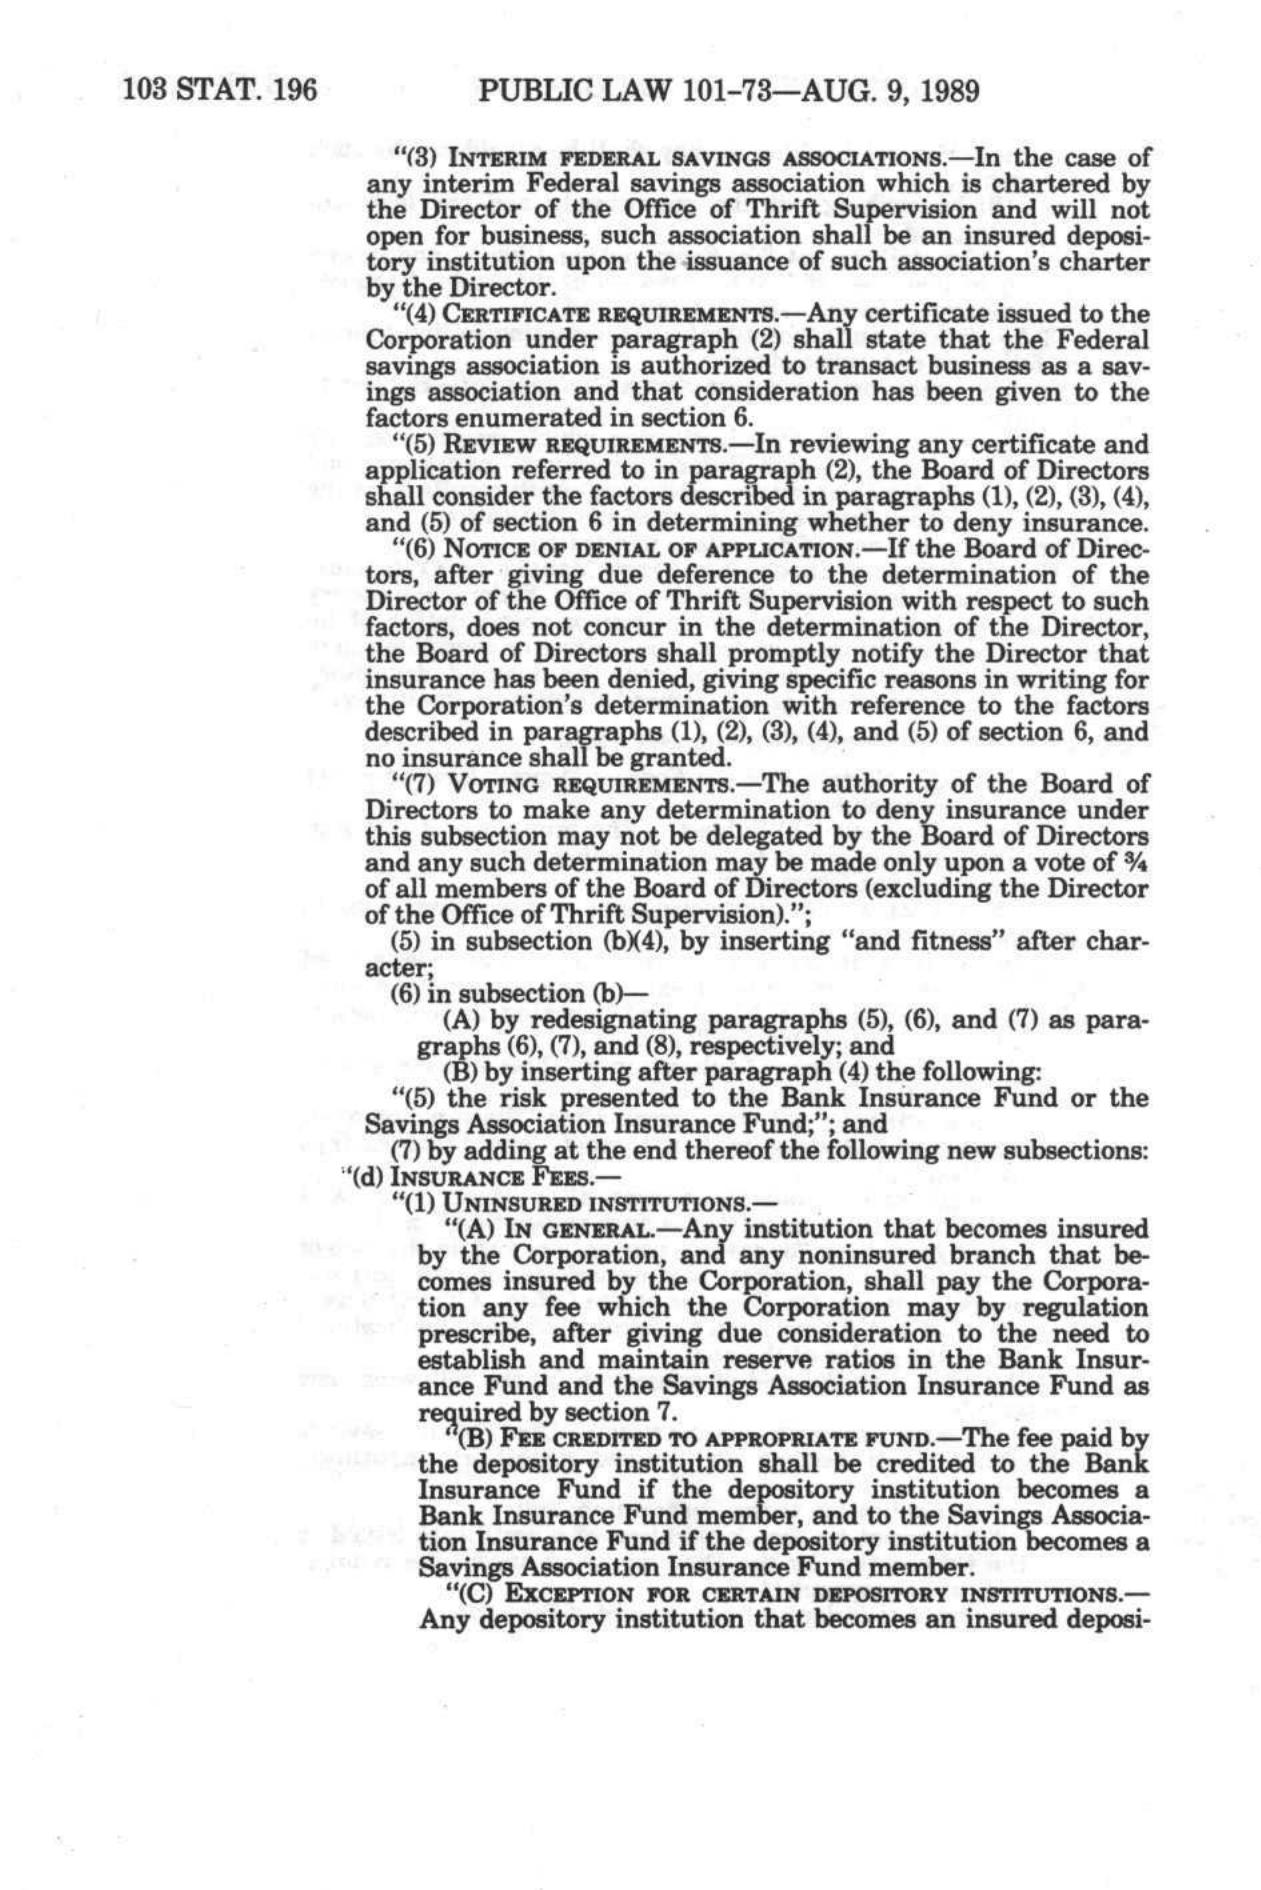 103 STAT. 196 PUBLIC LAW 101-73—AUG. 9, 1989
"(3) INTERIM FEDERAL SAVINGS ASSOCIATIONS.—In the case of
any interim Federal savings association which is chartered by
the Director of the Office of Thrift Supervision and will not
open for business, such association shall be an insured deposi-
tory institution upon the issuance of such association's charter
by the Director.
"(4) CERTIFICATE REQUIREMENTS.—Any certificate issued to the
Corporation under paragraph (2) shall state that the Federal
savings association is authorized to transact business as a sav-
ings association and that consideration has been given to the
factors enumerated in section 6.
"(5) REVIEW REQUIREMENTS.—In reviewing any certificate and
application referred to in paragraph (2), the Board of Directors
shall consider the factors described in paragraphs (1), (2), (3), (4),
and (5) of section 6 in determining whether to deny insurance.
"(6) NOTICE OF DENIAL OF APPLICATION.—If the Board of Direc-
tors, after giving due deference to the determination of the
Director of the Office of Thrift Supervision with respect to such
factors, does not concur in the determination of the Director,
the Board of Directors shall promptly notify the Director that
insurance has been denied, giving specific reasons in writing for
the Corporation's determination with reference to the factors
described in paragraphs (1), (2), (3), (4), and (5) of section 6, and
no insurance shall be granted.
"(7) VOTING REQUIREMENTS.—The authority of the Board of
Directors to make any determination to deny insurance under
this subsection may not be delegated by the Board of Directors
and any such determination may be made only upon a vote of ¾
of all members of the Board of Directors (excluding the Director
of the Office of Thrift Supervision).";
(5) in subsection (b)(4), by inserting "and fitness" after char-
acter;
(6) in subsection (b)—
(A) by redesignating paragraphs (5), (6), and (7) as para-
graphs (6), (7), and (8), respectively; and
(B) by inserting after paragraph (4) the following:
"(5) the risk presented to the Bank Insurance Fund or the
Savings Association Insurance Fund;"; and
(7) by adding at the end thereof the following new subsections:
"(d) INSURANCE FEES.—
"(1) UNINSURED INSTITUTIONS.—
"(A) IN GENERAL.—Any institution that becomes insured
by the Corporation, and any noninsured branch that be-
comes insured by the Corporation, shall pay the Corpora-
tion any fee which the Corporation may by regulation
prescribe, after giving due consideration to the need to
establish and maintain reserve ratios in the Bank Insur-
ance Fund and the Savings Association Insurance Fund as
required by section 7.
"(B) FEE CREDITED TO APPROPRIATE FUND.—The fee paid by
the depository institution shall be credited to the Bank
Insurance Fund if the depository institution becomes a
Bank Insurance Fund member, and to the Savings Associa-
tion Insurance Fund if the depository institution becomes a
Savings Association Insurance Fund member.
"(C) EXCEPTION FOR CERTAIN DEPOSITORY INSTITUTIONS.—
Any depository institution that becomes an insured deposi-